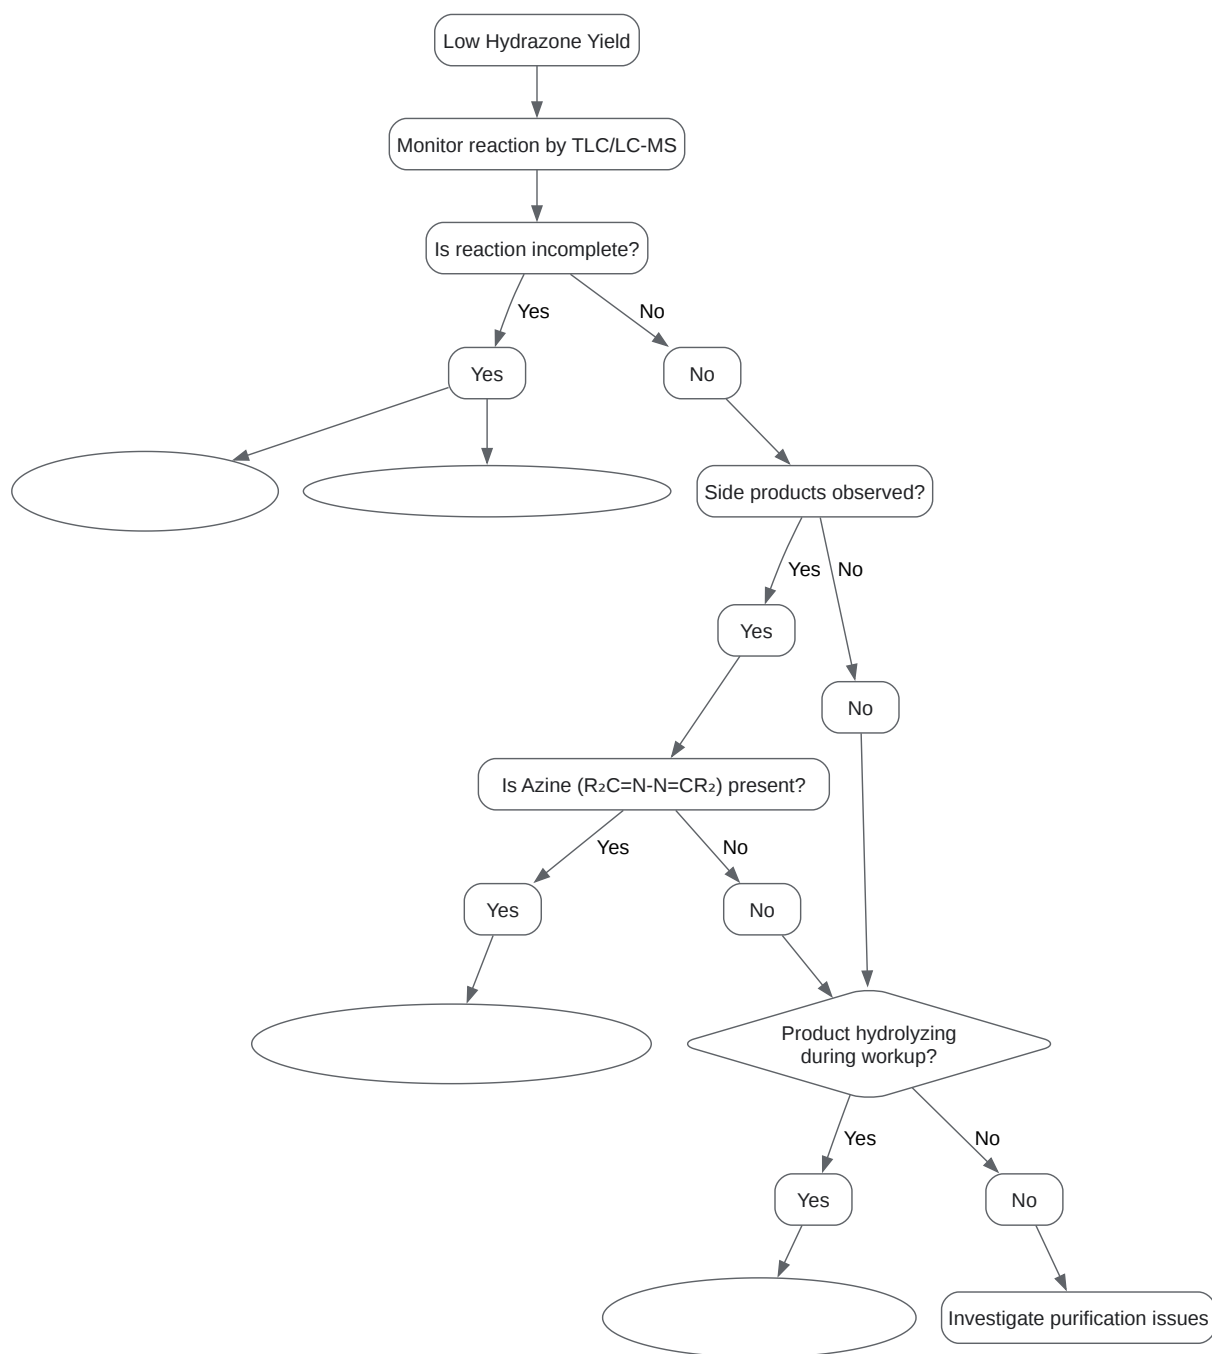 Low Hydrazone Yield
Monitor reaction by TLC/LC-MS
Is reaction incomplete?
Yes
No
Yes
No
Side products observed?
Yes
No
Yes
No
Is Azine (R₂C=N-N=CR₂) present?
Yes
No
Yes
No
Product hydrolyzing
during workup?
Yes
No
Yes
No
Investigate purification issues